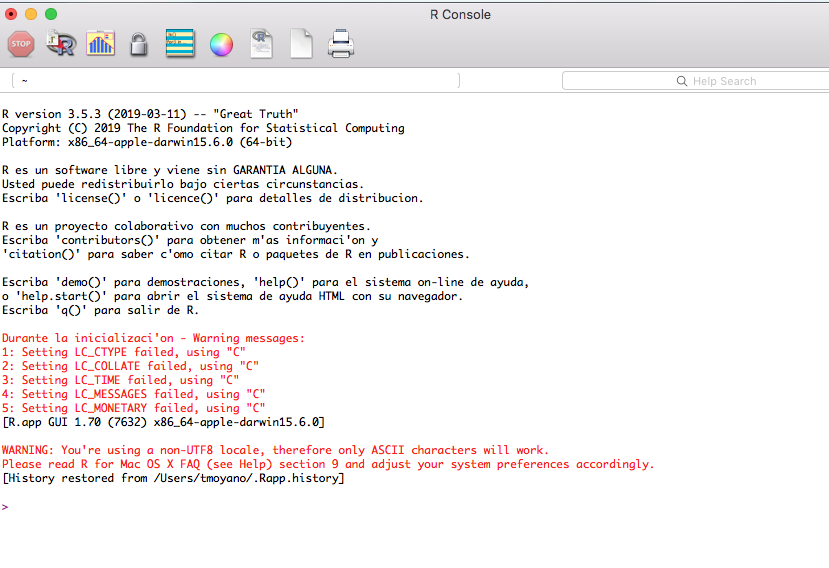 R Console
STOP
R
R
~
Help Search
R version 3.5.3 (2019-03-11) -- "Great Truth"
Copyright (C) 2019 The R Foundation for Statistical Computing
Platform: x86_64-apple-darwin15.6.0 (64-bit)
R es un software libre y viene sin GARANTIA ALGUNA.
Usted puede redistribuirlo bajo ciertas circunstancias.
Escriba 'license()' o 'licence()' para detalles de distribucion.
R es un proyecto colaborativo con muchos contribuyentes.
Escriba 'contributors()' para obtener m'as informaci'on y
'citation()' para saber c'omo citar R o paquetes de R en publicaciones.
Escriba 'demo()' para demostraciones, 'help()' para el sistema on-line de ayuda,
o 'help.start()' para abrir el sistema de ayuda HTML con su navegador.
Escriba 'q()' para salir de R.
Durante la inicializaci'on - Warning messages:
1: Setting LC_CTYPE failed, using "C"
2: Setting LC_COLLATE failed, using "C"
3: Setting LC_TIME failed, using "C"
4: Setting LC_MESSAGES failed, using "C"
5: Setting LC_MONETARY failed, using "C"
[R.app GUI 1.70 (7632) x86_64-apple-darwin15.6.0]
WARNING: You're using a non-UTF8 locale, therefore only ASCII characters will work.
Please read R for Mac OS X FAQ (see Help) section 9 and adjust your system preferences accordingly.
[History restored from /Users/tmoyano/.Rapp.history]
>